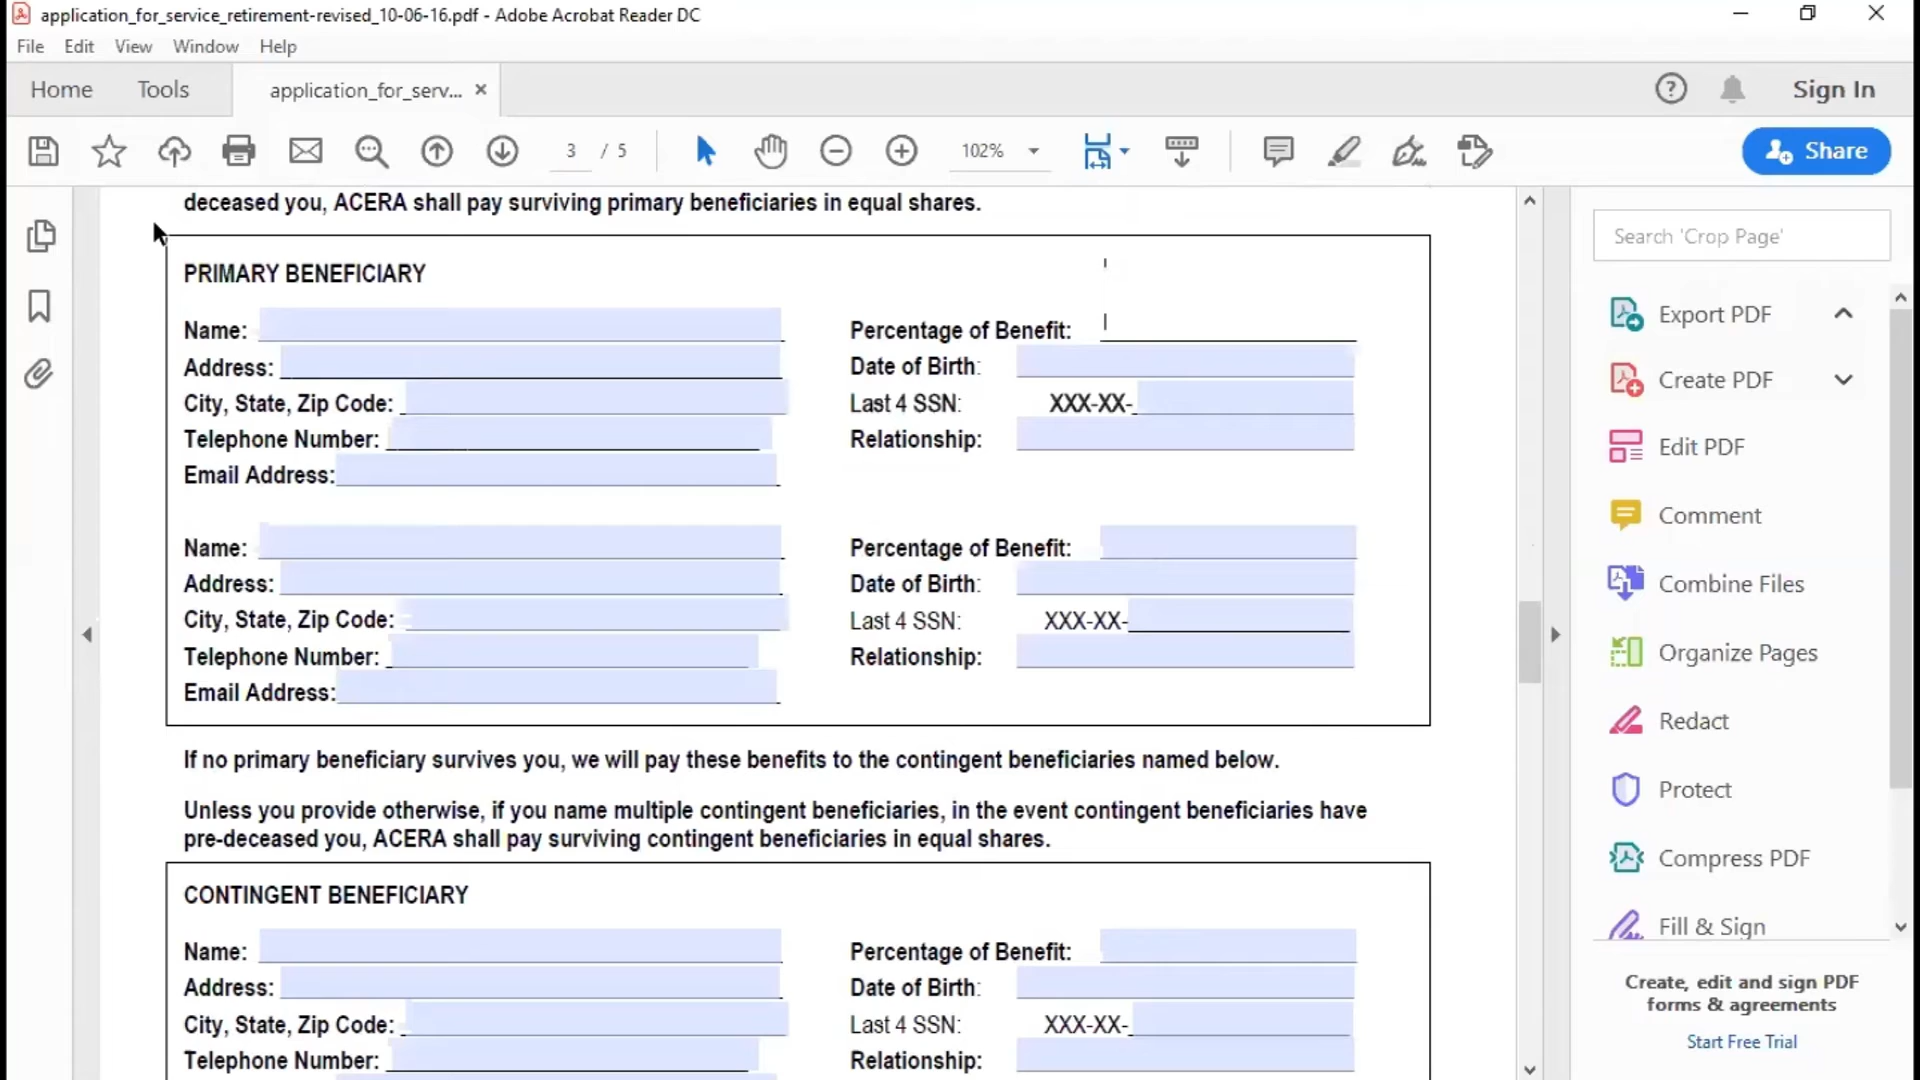 application_for_service_retirement-revised_10-06-16.pdf - Adobe Acrobat Reader DC
File Edit View Window Help
Home Tools application_for_serv... × Sign In
3 / 5 102% Share
deceased you, ACERA shall pay surviving primary beneficiaries in equal shares.
PRIMARY BENEFICIARY
Name: Percentage of Benefit:
Address: Date of Birth:
City, State, Zip Code: Last 4 SSN: XXX-XX-
Telephone Number: Relationship:
Email Address:
Name: Percentage of Benefit:
Address: Date of Birth:
City, State, Zip Code: Last 4 SSN: XXX-XX-
Telephone Number: Relationship:
Email Address:
If no primary beneficiary survives you, we will pay these benefits to the contingent beneficiaries named below.
Unless you provide otherwise, if you name multiple contingent beneficiaries, in the event contingent beneficiaries have
pre-deceased you, ACERA shall pay surviving contingent beneficiaries in equal shares.
CONTINGENT BENEFICIARY
Name: Percentage of Benefit:
Address: Date of Birth:
City, State, Zip Code: Last 4 SSN: XXX-XX-
Telephone Number: Relationship:
Search 'Crop Page'
Export PDF
Create PDF
Edit PDF
Comment
Combine Files
Organize Pages
Redact
Protect
Compress PDF
Fill & Sign
Create, edit and sign PDF
forms & agreements
Start Free Trial